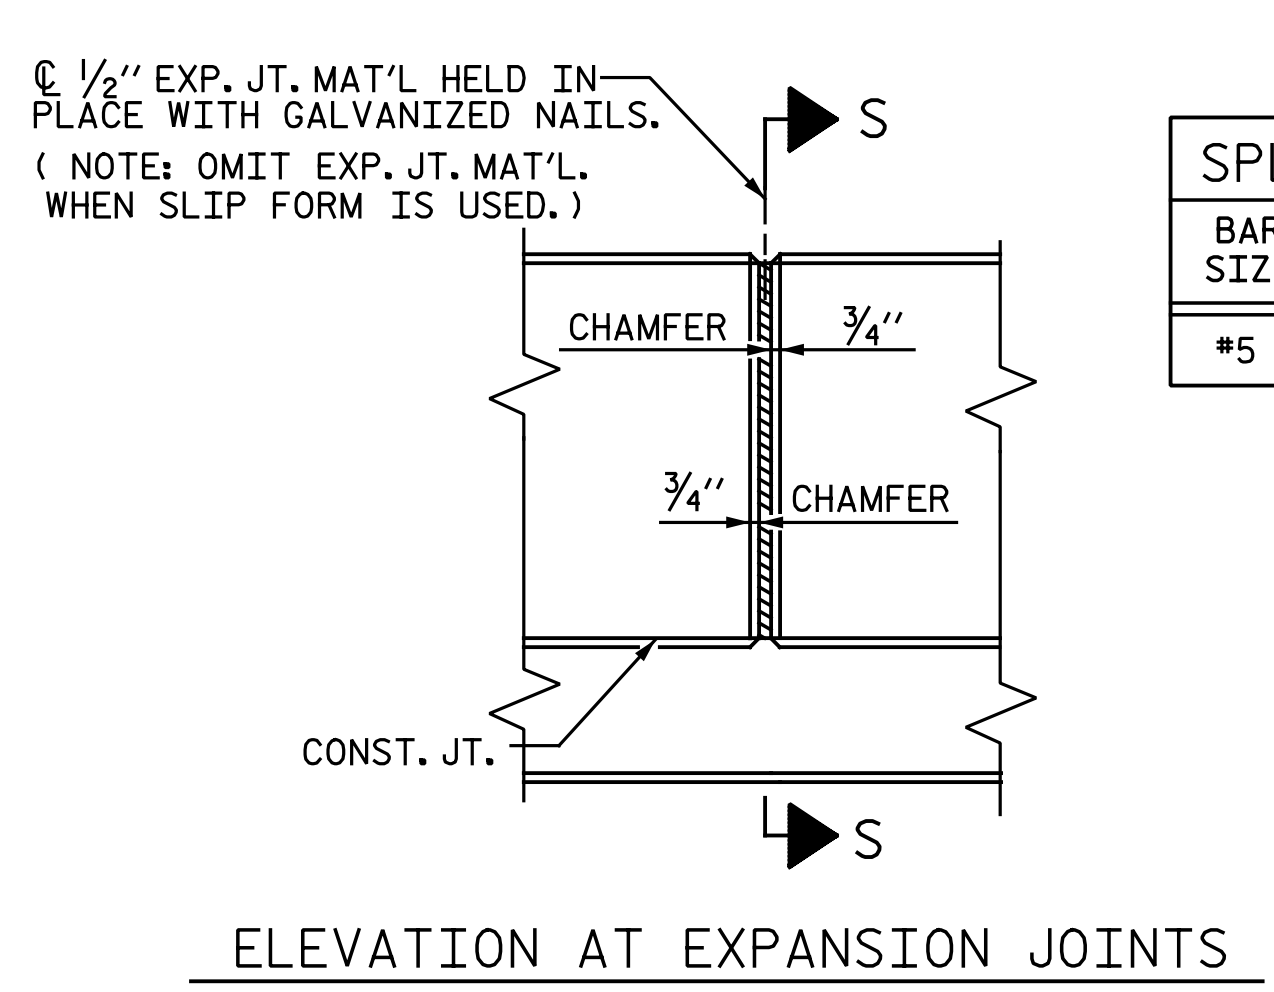 ℄ ½" EXP. JT. MAT'L HELD IN
PLACE WITH GALVANIZED NAILS.
( NOTE: OMIT EXP. JT. MAT'L.
WHEN SLIP FORM IS USED. )
S
CHAMFER
¾"
¾"
CHAMFER
CONST. JT.
S
ELEVATION AT EXPANSION JOINTS
#5